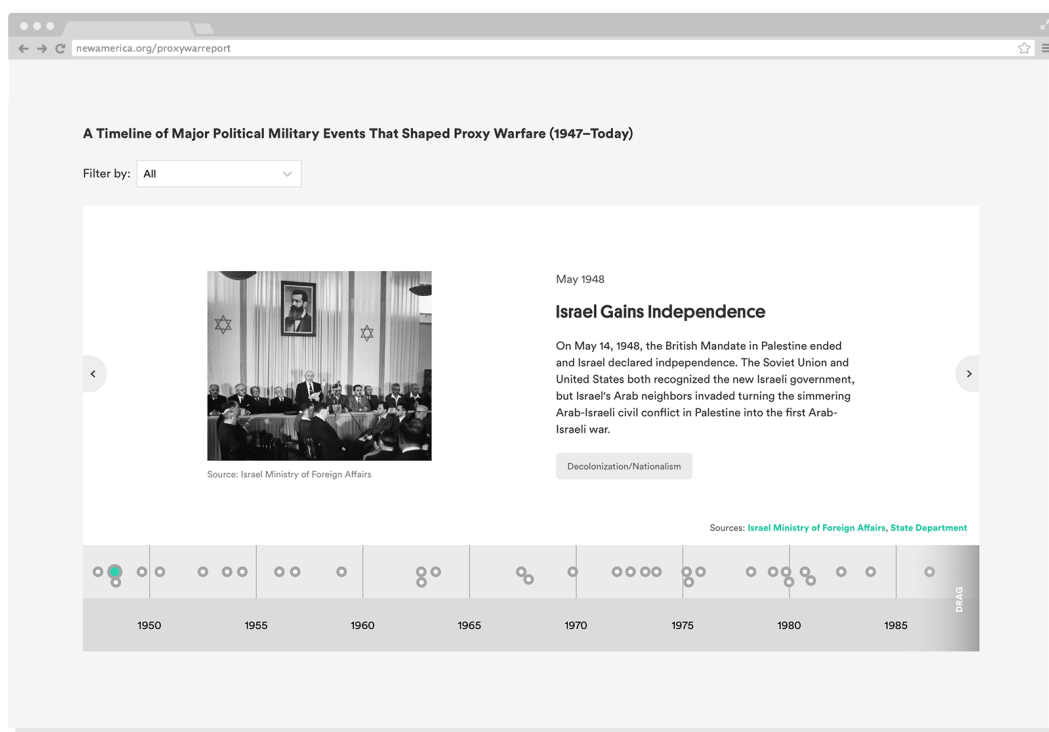 newamerica.org/proxywarreport
A Timeline of Major Political Military Events That Shaped Proxy Warfare (1947–Today)
Filter by: All
May 1948
Israel Gains Independence
On May 14, 1948, the British Mandate in Palestine ended
and Israel declared indpependence. The Soviet Union and
United States both recognized the new Israeli government,
but Israel's Arab neighbors invaded turning the simmering
Arab-Israeli civil conflict in Palestine into the first Arab-
Israeli war.
Source: Israel Ministry of Foreign Affairs
Decolonization/Nationalism
Sources: Israel Ministry of Foreign Affairs, State Department
DRAG
1950 1955 1960 1965 1970 1975 1980 1985